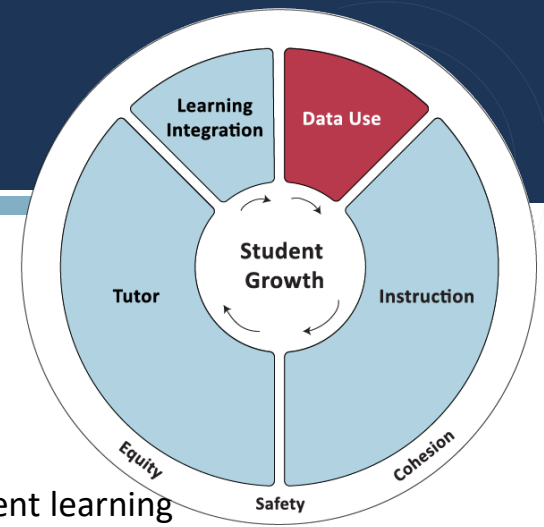 Learning
Integration
Data Use
Student
Growth
Tutor
Instruction
Equity
Safety
Cohesion
ent learning